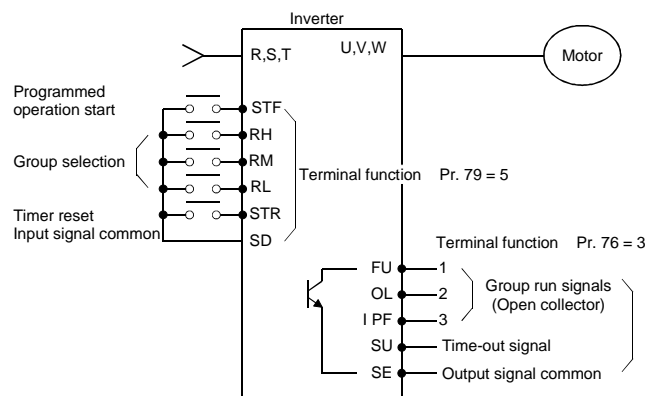 Inverter
R,S,T
U,V,W
Motor
Programmed
operation start
STF
RH
Group selection
RM
RL
Terminal function Pr. 79 = 5
Timer reset
STR
Input signal common
SD
Terminal function Pr. 76 = 3
FU
1
OL
2
Group run signals
(Open collector)
I PF
3
SU
Time-out signal
SE
Output signal common